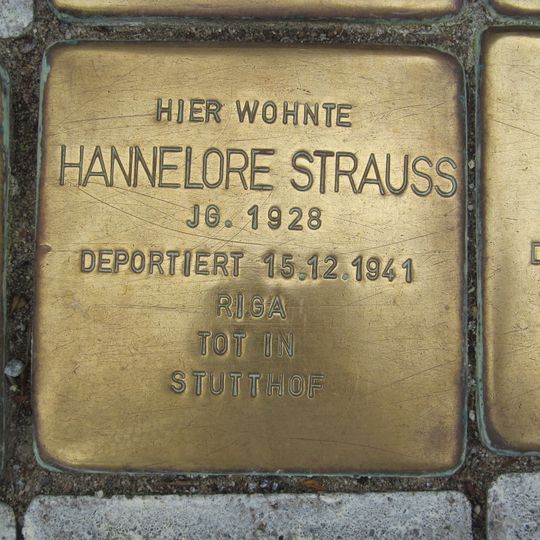 HIER WOHNTE
HANNELORE STRAUSS
JG. 1928
DEPORTIERT 15.12.1941
RIGA
TOT IN
STUTTHOF